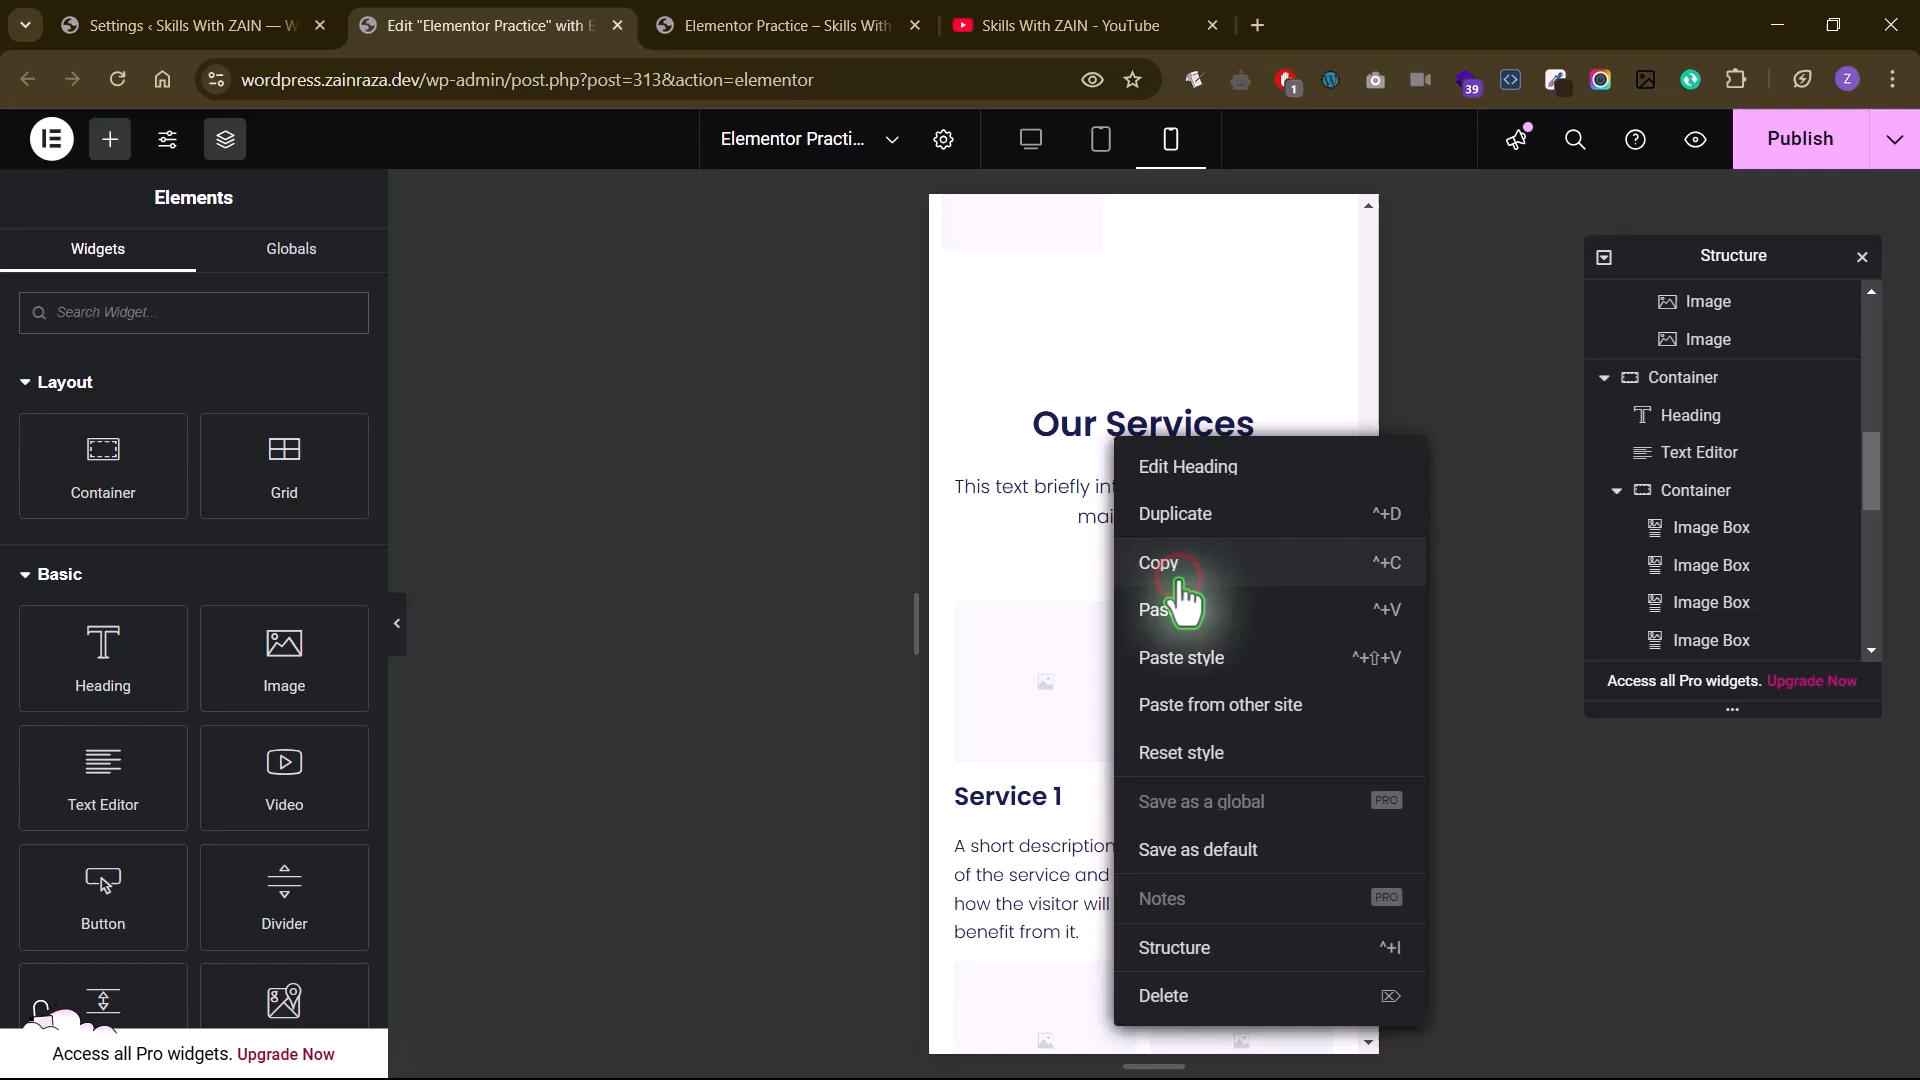 Settings ‹ Skills With ZAIN — W
Edit "Elementor Practice" with E
Elementor Practice – Skills With
Skills With ZAIN - YouTube
wordpress.zainraza.dev/wp-admin/post.php?post=313&action=elementor
1
39
Z
Elementor Practi...
Publish
Elements
Widgets
Globals
Search Widget...
Layout
Container
Grid
Basic
Heading
Image
Text Editor
Video
Button
Divider
Access all Pro widgets. Upgrade Now
Our Services
This text briefly in
mai
Service 1
A short description
of the service and
how the visitor will
benefit from it.
Edit Heading
Duplicate ^+D
Copy ^+C
Pas ^+V
Paste style ^+⇧+V
Paste from other site
Reset style
Save as a global PRO
Save as default
Notes PRO
Structure ^+I
Delete
Structure
Image
Image
Container
Heading
Text Editor
Container
Image Box
Image Box
Image Box
Image Box
Access all Pro widgets. Upgrade Now